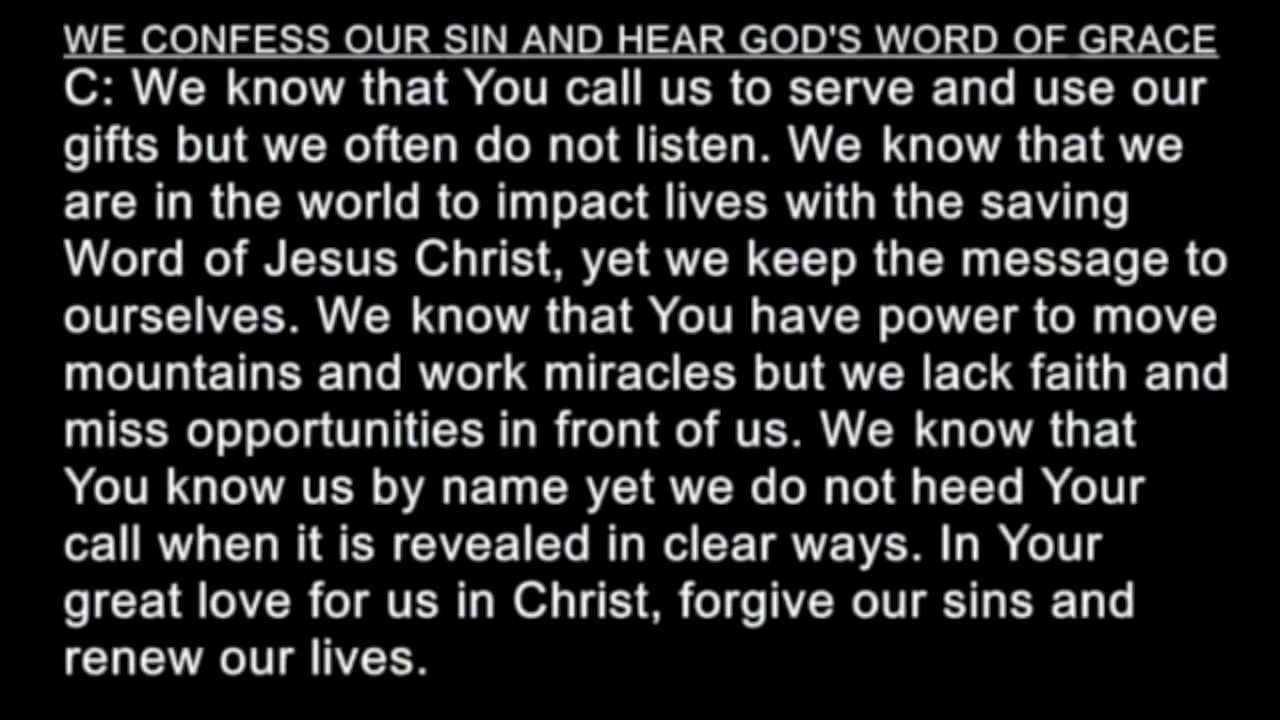 WE CONFESS OUR SIN AND HEAR GOD'S WORD OF GRACE
C: We know that You call us to serve and use our
gifts but we often do not listen. We know that we
are in the world to impact lives with the saving
Word of Jesus Christ, yet we keep the message to
ourselves. We know that You have power to move
mountains and work miracles but we lack faith and
miss opportunities in front of us. We know that
You know us by name yet we do not heed Your
call when it is revealed in clear ways. In Your
great love for us in Christ, forgive our sins and
renew our lives.